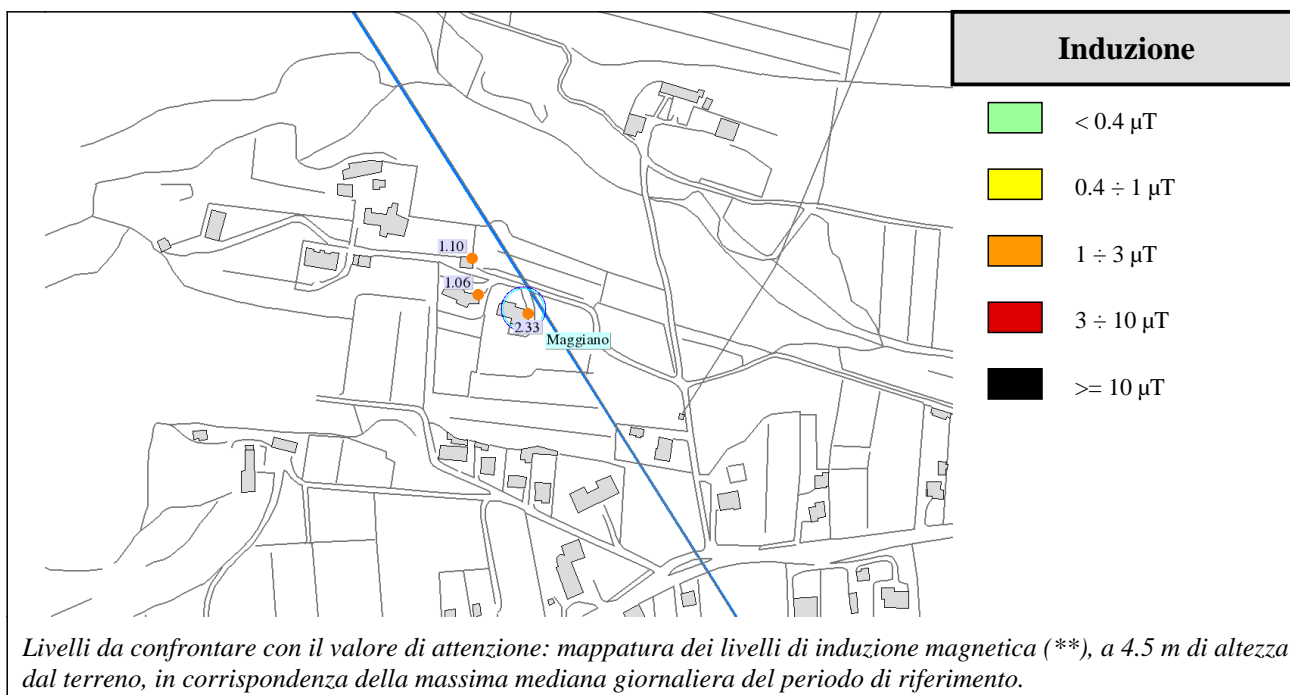 Induzione
< 0.4 µT
0.4 ÷ 1 µT
1 ÷ 3 µT
3 ÷ 10 µT
>= 10 µT
1.10
1.06
2.33
Maggiano
Livelli da confrontare con il valore di attenzione: mappatura dei livelli di induzione magnetica (**), a 4.5 m di altezza
dal terreno, in corrispondenza della massima mediana giornaliera del periodo di riferimento.